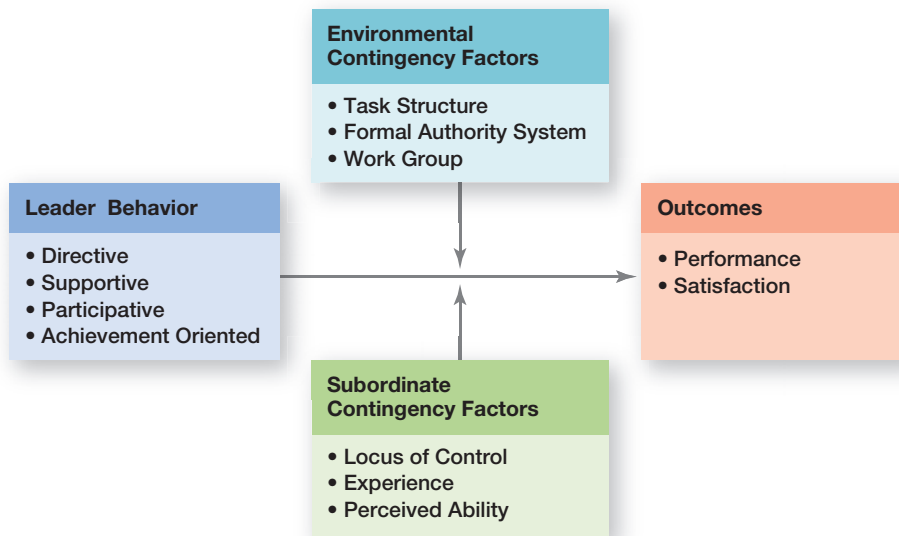 Environmental
Contingency Factors
• Task Structure
• Formal Authority System
• Work Group
Leader Behavior
• Directive
• Supportive
• Participative
• Achievement Oriented
Outcomes
• Performance
• Satisfaction
Subordinate
Contingency Factors
• Locus of Control
• Experience
• Perceived Ability